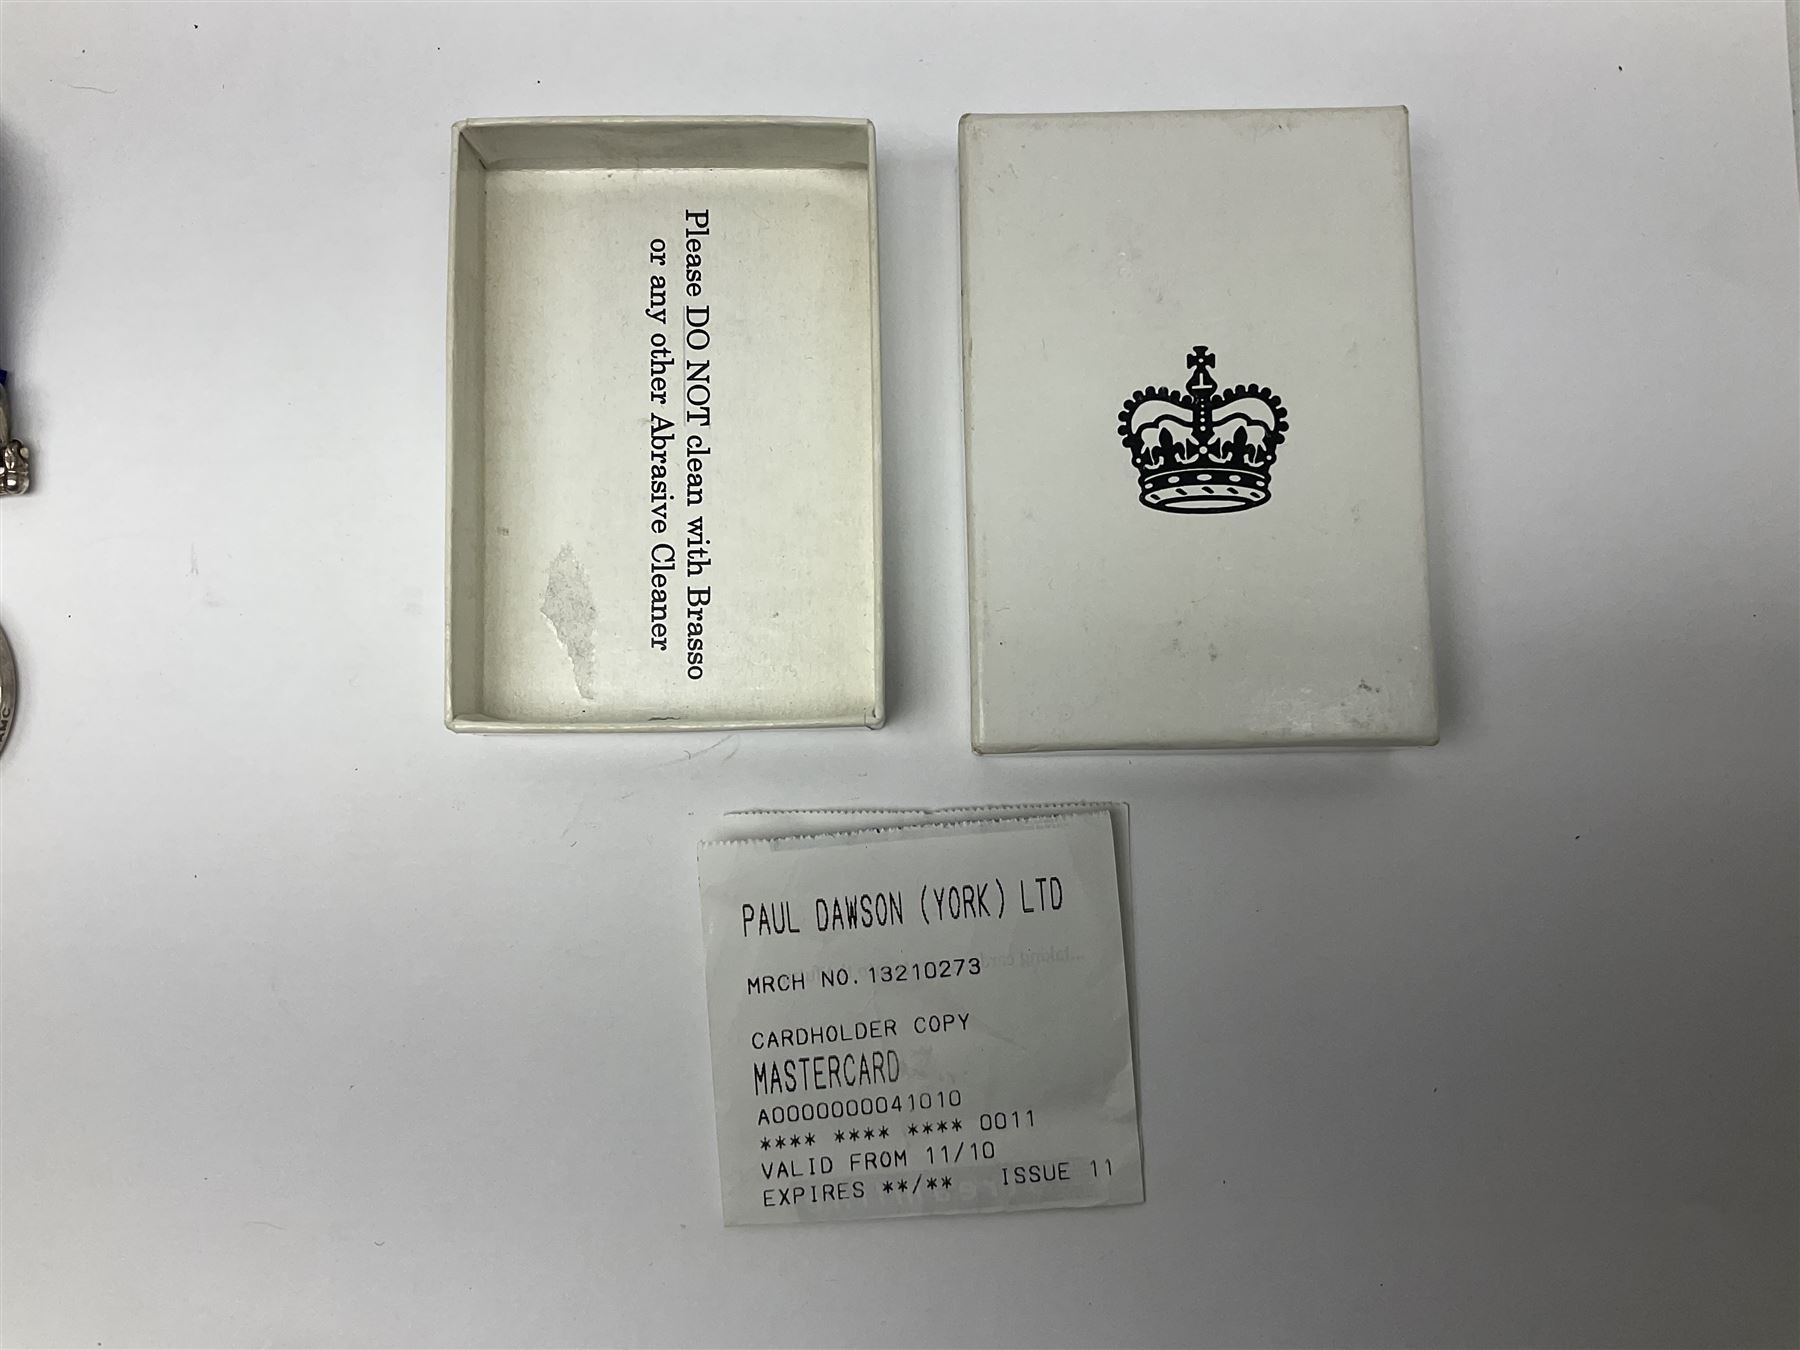 Please DO NOT clean with Brasso
or any other Abrasive Cleaner
PAUL DAWSON (YORK) LTD
MRCH NO. 13210273
CARDHOLDER COPY
MASTERCARD
A0000000041010
**** **** **** 0011
VALID FROM 11/10
EXPIRES **/** ISSUE 11